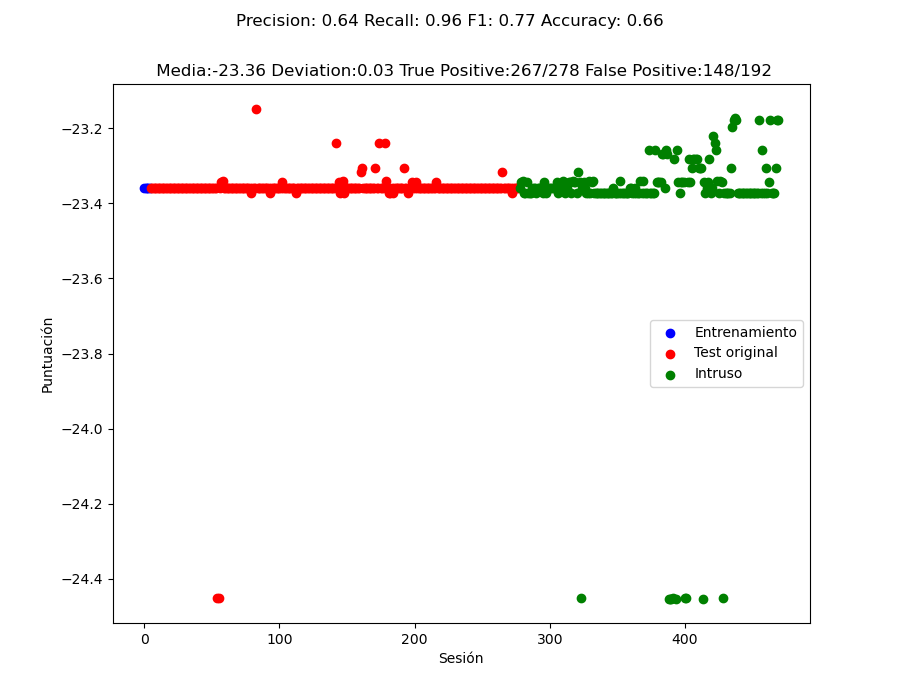 Precision: 0.64 Recall: 0.96 F1: 0.77 Accuracy: 0.66
Media:-23.36 Deviation:0.03 True Positive:267/278 False Positive:148/192
−23.2
−23.4
−23.6
−23.8
−24.0
−24.2
−24.4
Puntuación
Entrenamiento
Test original
Intruso
0
100
200
300
400
Sesión